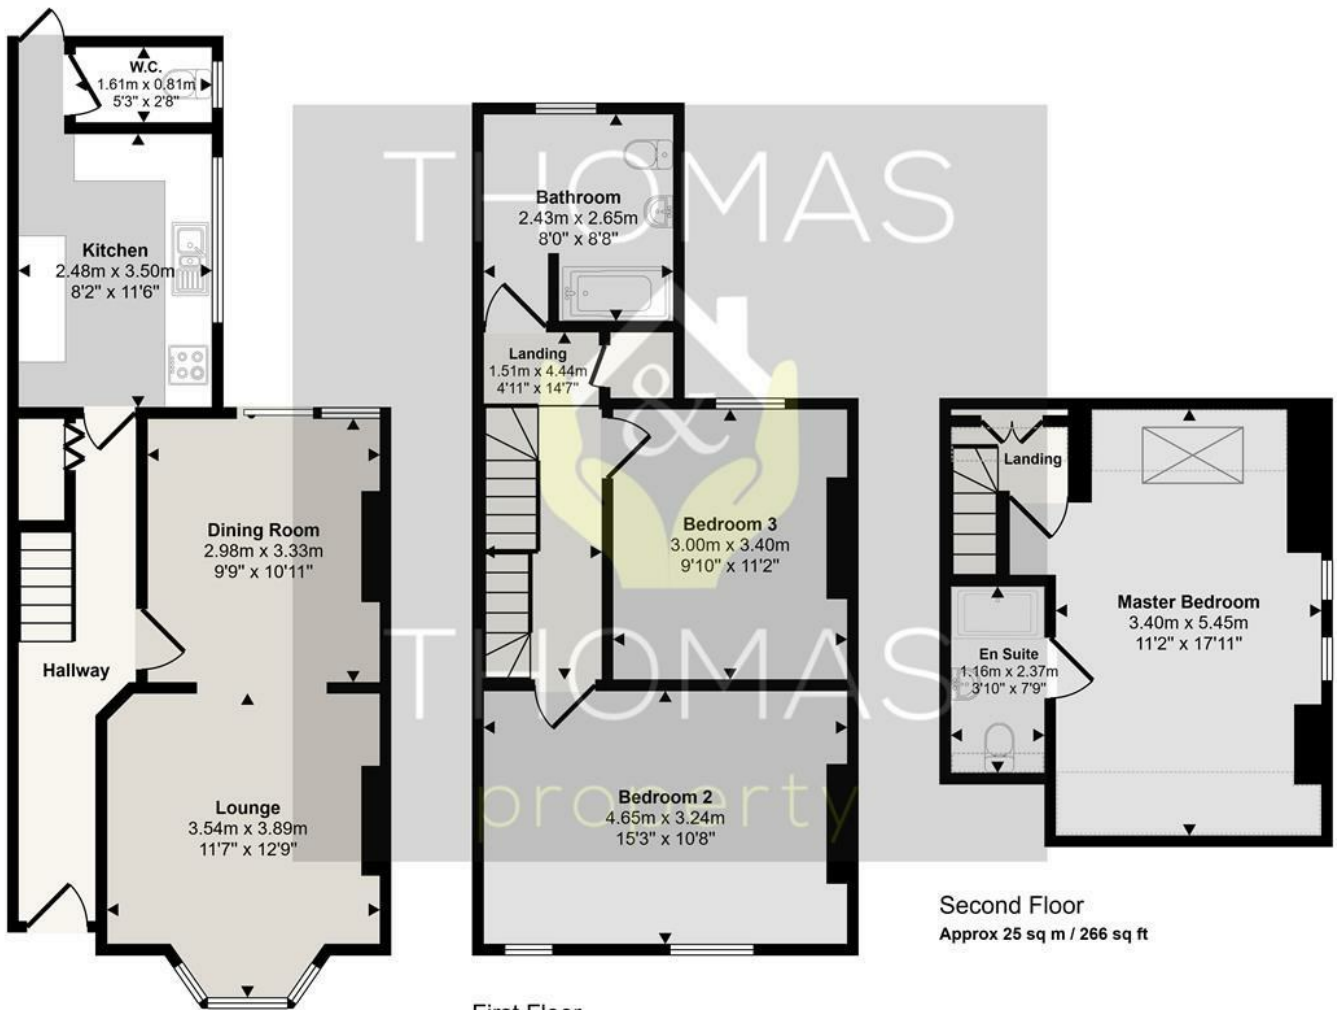 W.C.
1.61m x 0.81m
5'3" x 2'8"
Kitchen
2.48m x 3.50m
8'2" x 11'6"
Dining Room
2.98m x 3.33m
9'9" x 10'11"
Hallway
Lounge
3.54m x 3.89m
11'7" x 12'9"
THOMAS
&
THOMAS
property
Bathroom
2.43m x 2.65m
8'0" x 8'8"
Landing
1.51m x 4.44m
4'11" x 14'7"
Bedroom 3
3.00m x 3.40m
9'10" x 11'2"
Bedroom 2
4.65m x 3.24m
15'3" x 10'8"
First Floor
Landing
Master Bedroom
3.40m x 5.45m
11'2" x 17'11"
En Suite
1.16m x 2.37m
3'10" x 7'9"
Second Floor
Approx 25 sq m / 266 sq ft